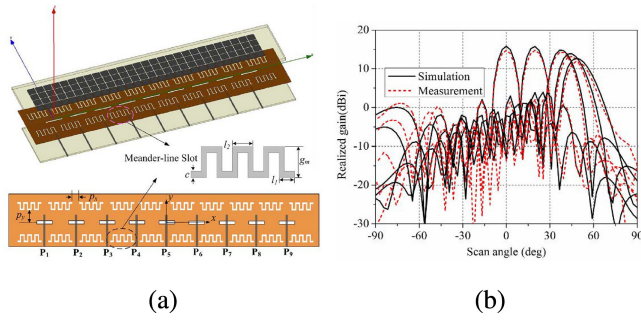 Meander-line Slot
l2
gm
c
l1
px
y
py
x
P1 P2 P3 P4 P5 P6 P7 P8 P9
(a)
Realized gain(dBi)
20
10
0
-10
-20
-30
Simulation
Measurement
-90 -60 -30 0 30 60 90
Scan angle (deg)
(b)